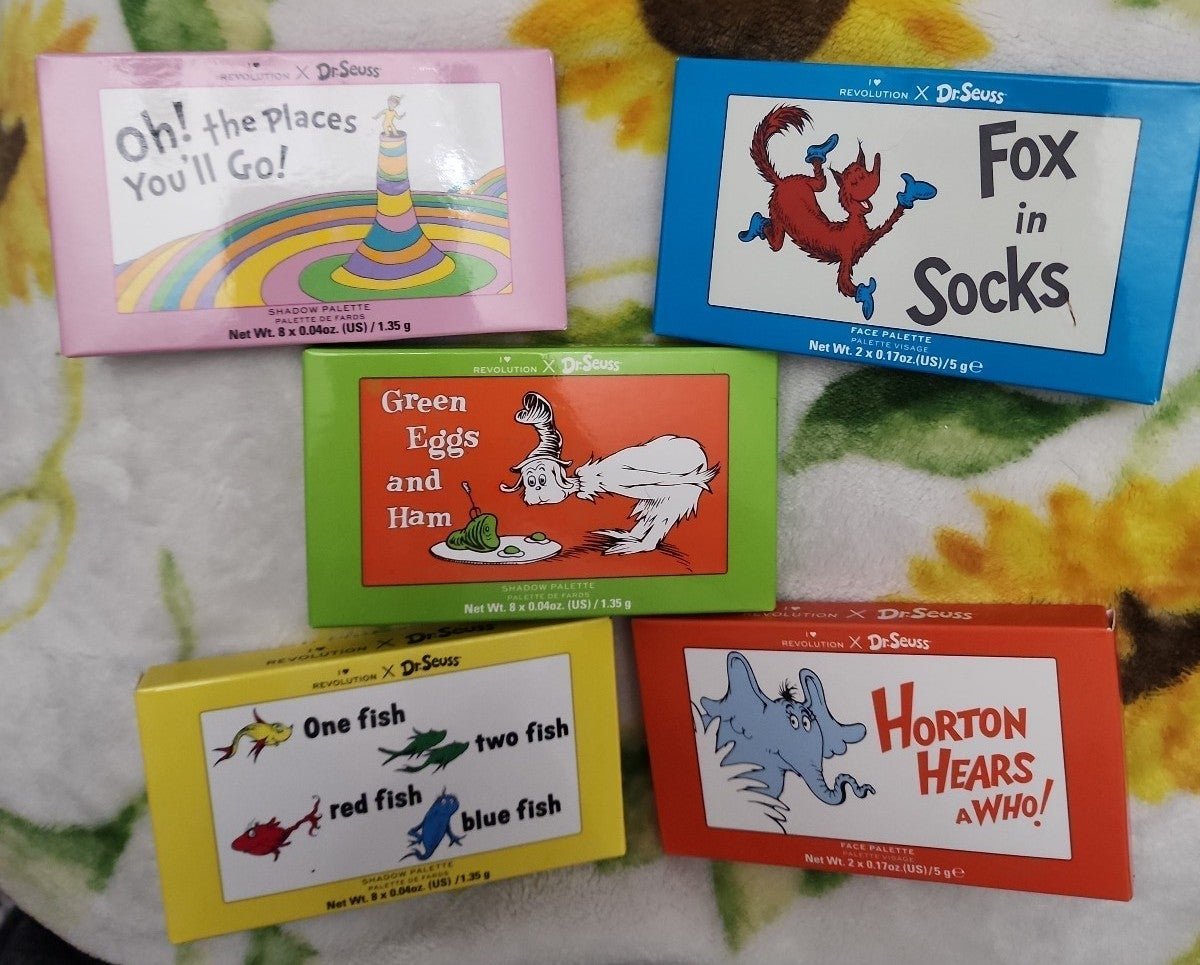 I ♥
REVOLUTION X Dr. Seuss
Oh! the Places
You'll Go!
SHADOW PALETTE
PALETTE DE FARDS
Net Wt. 8 x 0.04oz. (US) / 1.35 g
I ♥
REVOLUTION X Dr. Seuss
Fox
in
Socks
FACE PALETTE
PALETTE VISAGE
Net Wt. 2 x 0.17oz.(US)/5 g℮
I ♥
REVOLUTION X Dr. Seuss
Green
Eggs
and
Ham
SHADOW PALETTE
PALETTE DE FARDS
Net Wt. 8 x 0.04oz. (US) / 1.35 g
I ♥
REVOLUTION X Dr. Seuss
I ♥
REVOLUTION X Dr. Seuss
One fish
two fish
red fish
blue fish
SHADOW PALETTE
PALETTE DE FARDS
Net Wt. 8 x 0.04oz. (US) /1.35 g
I ♥
REVOLUTION X Dr. Seuss
I ♥
REVOLUTION X Dr. Seuss
HORTON
HEARS
A WHO!
FACE PALETTE
PALETTE VISAGE
Net Wt. 2 x 0.17oz.(US)/5 g℮